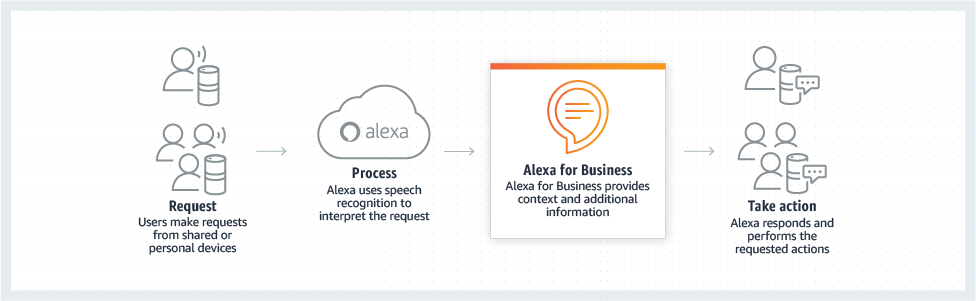 alexa
Request
Users make requests
from shared or
personal devices
Process
Alexa uses speech
recognition to
interpret the request
Alexa for Business
Alexa for Business provides
context and additional
information
Take action
Alexa responds and
performs the
requested actions